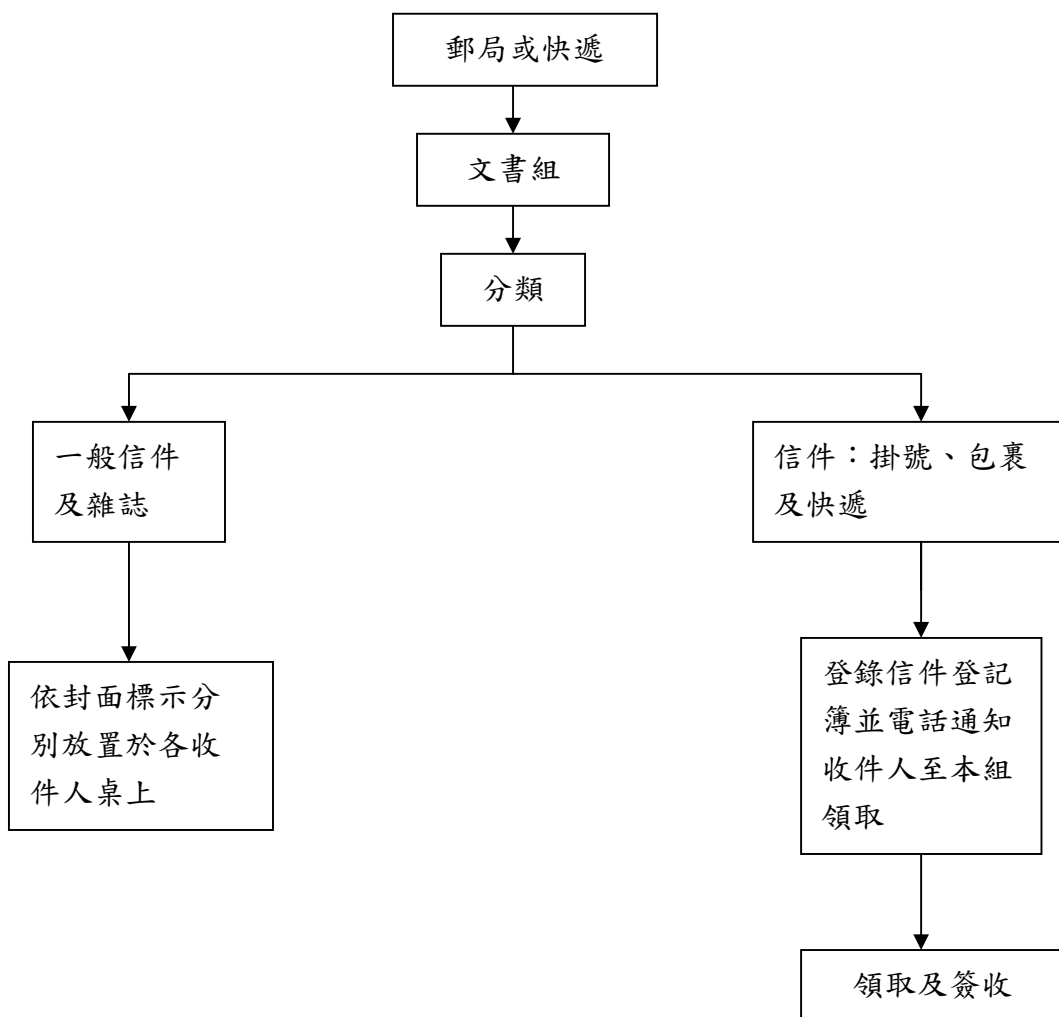 郵局或快遞
文書組
分類
一般信件
及雜誌
信件：掛號、包裹
及快遞
依封面標示分
別放置於各收
件人桌上
登錄信件登記
簿並電話通知
收件人至本組
領取
領取及簽收